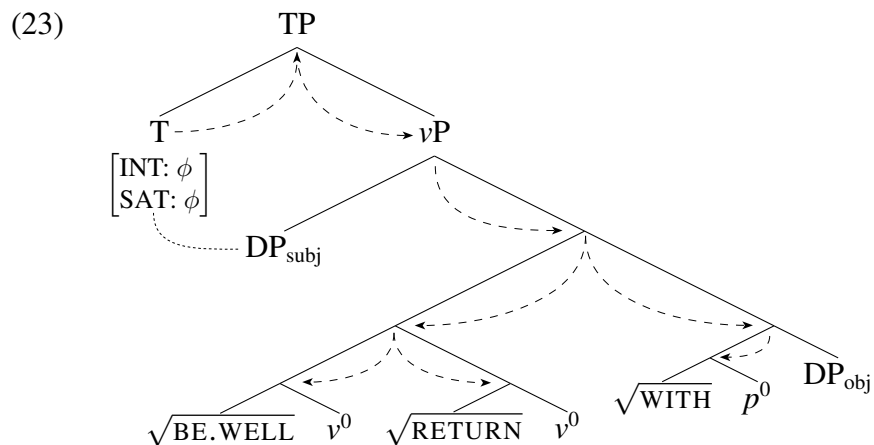 (23)
TP
T vP
[INT: ϕ
SAT: ϕ]
DPsubj
√WITH p⁰ DPobj
√BE.WELL v⁰ √RETURN v⁰